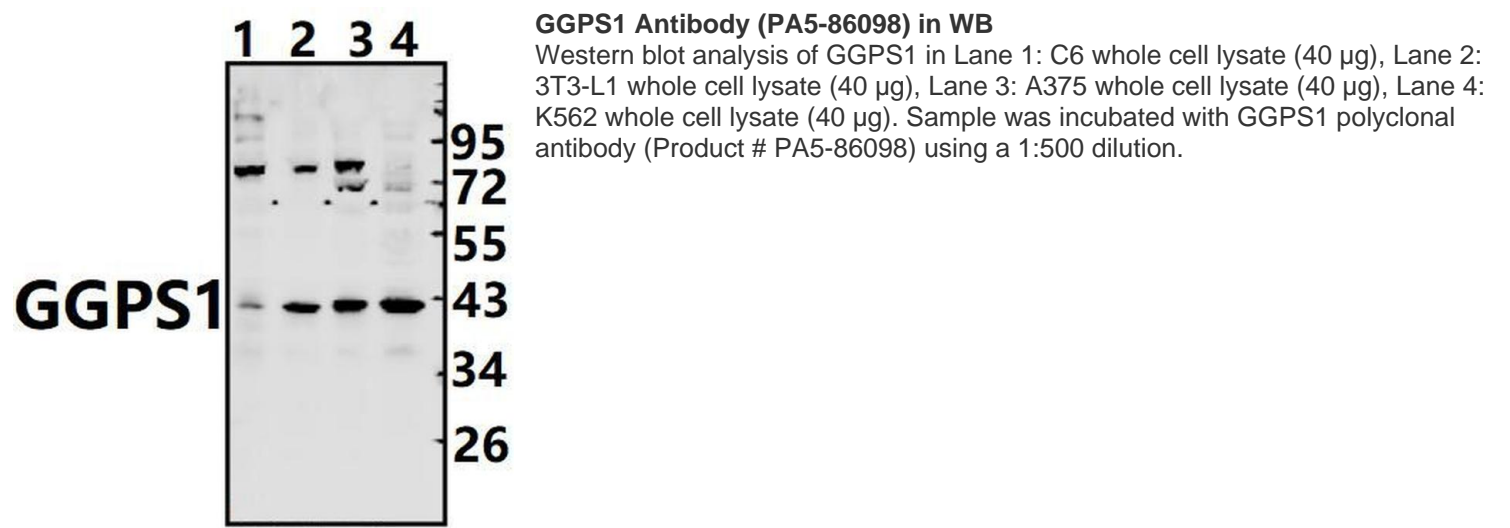 1 2 3 4
95
72
55
GGPS1 43
34
26
GGPS1 Antibody (PA5-86098) in WB
Western blot analysis of GGPS1 in Lane 1: C6 whole cell lysate (40 µg), Lane 2:
3T3-L1 whole cell lysate (40 µg), Lane 3: A375 whole cell lysate (40 µg), Lane 4:
K562 whole cell lysate (40 µg). Sample was incubated with GGPS1 polyclonal
antibody (Product # PA5-86098) using a 1:500 dilution.